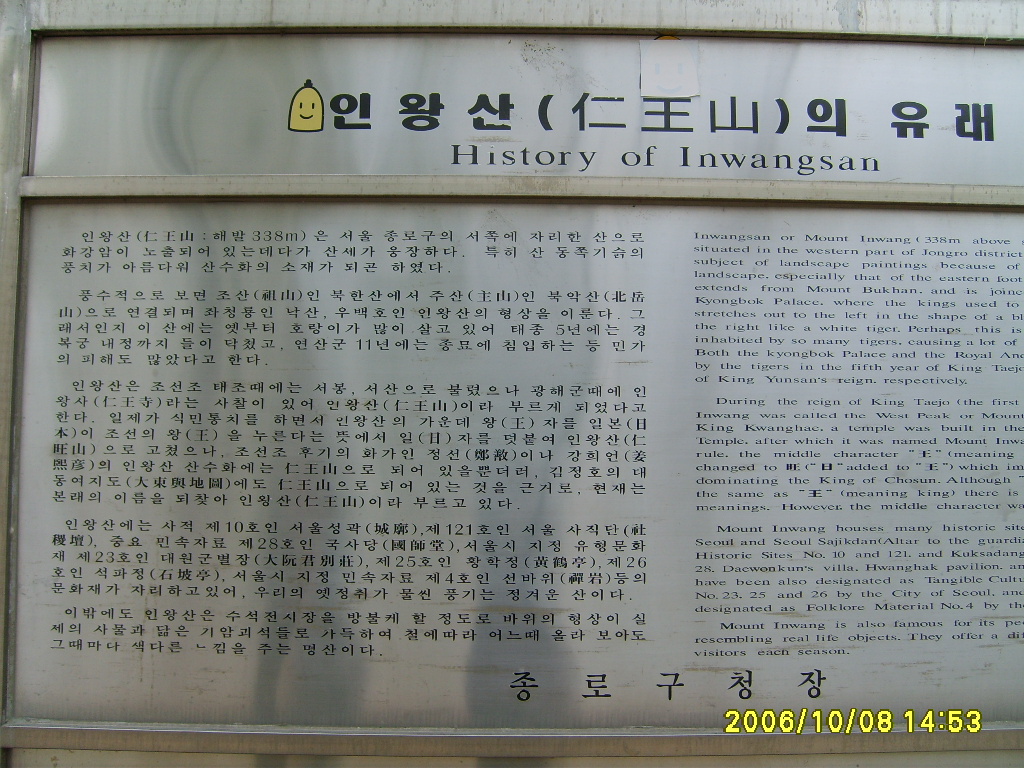 인왕산(仁王山)의 유래
History of Inwangsan
인왕산(仁王山:해발 338m)은 서울 종로구의 서쪽에 자리한 산으로
화강암이 노출되어 있는데다가 산세가 웅장하다. 특히 산 동쪽기슭의
풍치가 아름다워 산수화의 소재가 되곤 하였다.
풍수적으로 보면 조산(祖山)인 북한산에서 주산(主山)인 북악산(北岳
山)으로 연결되며 좌청룡인 낙산, 우백호인 인왕산의 형상을 이룬다. 그
래서인지 이 산에는 옛부터 호랑이가 많이 살고 있어 태종 5년에는 경
복궁 내정까지 들이 닥쳤고, 연산군 11년에는 종묘에 침입하는 등 민가
의 피해도 많았다고 한다.
인왕산은 조선조 태조때에는 서봉, 서산으로 불렸으나 광해군때에 인
왕사(仁王寺)라는 사찰이 있어 인왕산(仁王山)이라 부르게 되었다고
한다. 일제가 식민통치를 하면서 인왕산의 가운데 왕(王) 자를 일본(日
本)이 조선의 왕(王) 을 누른다는 뜻에서 일(日) 자를 덧붙여 인왕산(仁
旺山) 으로 고쳤으나, 조선조 후기의 화가인 정선(鄭敾)이나 강희언(姜
熙彦)의 인왕산 산수화에는 仁王山으로 되어 있을뿐더러, 김정호의 대
동여지도(大東輿地圖)에도 仁王山으로 되어 있는 것을 근거로, 현재는
본래의 이름을 되찾아 인왕산(仁王山)이라 부르고 있다.
인왕산에는 사적 제10호인 서울성곽(城廓),제121호인 서울 사직단(社
稷壇), 중요 민속자료 제28호인 국사당(國師堂),서울시 지정 유형문화
재 제23호인 대원군별장(大阮君別莊),제25호인 황학정(黃鶴亭),제26
호인 석파정(石坡亭), 서울시 지정 민속자료 제4호인 선바위(禪岩)등의
문화재가 자리하고있어, 우리의 옛정취가 물씬 풍기는 정겨운 산이다.
이밖에도 인왕산은 수석전시장을 방불케 할 정도로 바위의 형상이 실
제의 사물과 닮은 기암괴석들로 가득하여 철에따라 어느때 올라 보아도
그때마다 색다른 느낌을 주는 명산이다.
Inwangsan or Mount Inwang (338m above s
situated in the western part of Jongro district
subject of landscape paintings because of
landscape, especially that of the eastern foot
extends from Mount Bukhan, and is joine
Kyongbok Palace, where the kings used to
stretches out to the left in the shape of a bl
the right like a white tiger. Perhaps this is
inhabited by so many tigers, causing a lot of
Both the kyongbok Palace and the Royal An
by the tigers in the fifth year of King Taejo
of King Yunsan's reign, respectively.
During the reign of King Taejo (the first
Inwang was called the West Peak or Mount
King Kwanghae, a temple was built in the
Temple, after which it was named Mount Inwa
rule, the middle character "王"(meaning
changed to 旺("日"added to "王") which im
dominating the King of Chosun. Although "
the same as "王" (meaning king) there is
meanings. However, the middle character wa
Mount Inwang houses many historic site
Seoul and Seoul Sajikdan(Altar to the guardia
Historic Sites No. 10 and 121, and Kuksadang
28. Daewonkun's villa, Hwanghak pavilion, an
have been also designated as Tangible Cultu
No. 23, 25 and 26 by the City of Seoul, and
designated as Folklore Material No.4 by the
Mount Inwang is also famous for its pe
resembling real life objects. They offer a dif
visitors each season.
종로구청장
2006/10/08 14:53